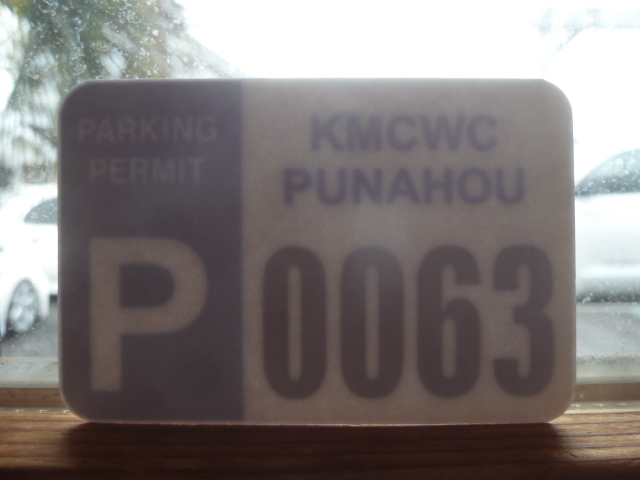 PARKING
PERMIT
P
KMCWC
PUNAHOU
0063